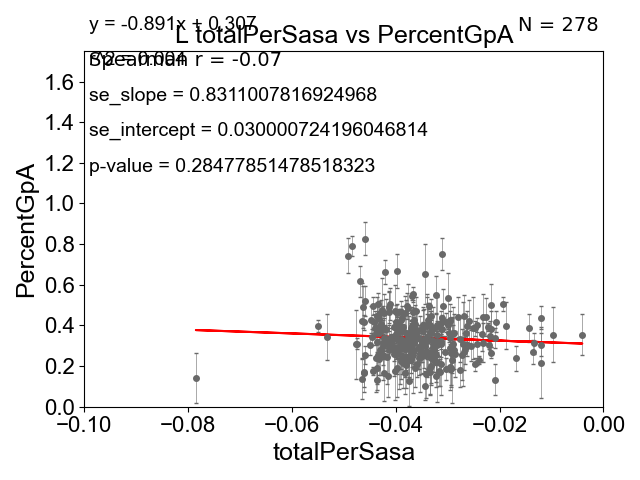 y = -0.891x + 0.307
N = 278
L totalPerSasa vs PercentGpA
Spearman r = -0.07
se_slope = 0.8311007816924968
se_intercept = 0.030000724196046814
p-value = 0.28477851478518323
PercentGpA
1.6
1.4
1.2
1.0
0.8
0.6
0.4
0.2
0.0
−0.10 −0.08 −0.06 −0.04 −0.02 0.00
totalPerSasa